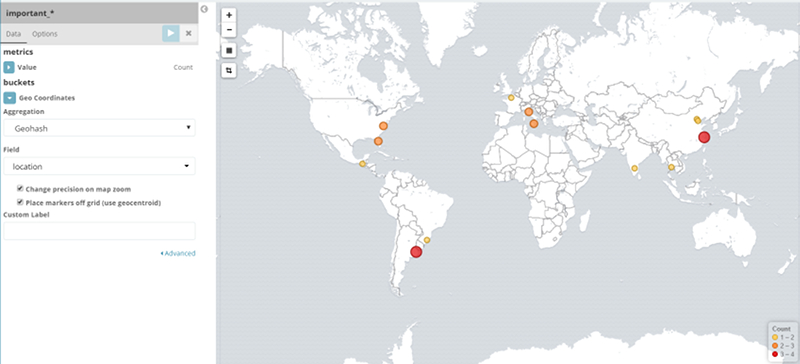 important_*
Data Options
metrics
Value Count
buckets
Geo Coordinates
Aggregation
Geohash
Field
location
Change precision on map zoom
Place markers off grid (use geocentroid)
Custom Label
Advanced
+
−
Count
1 – 2
2 – 3
3 – 4